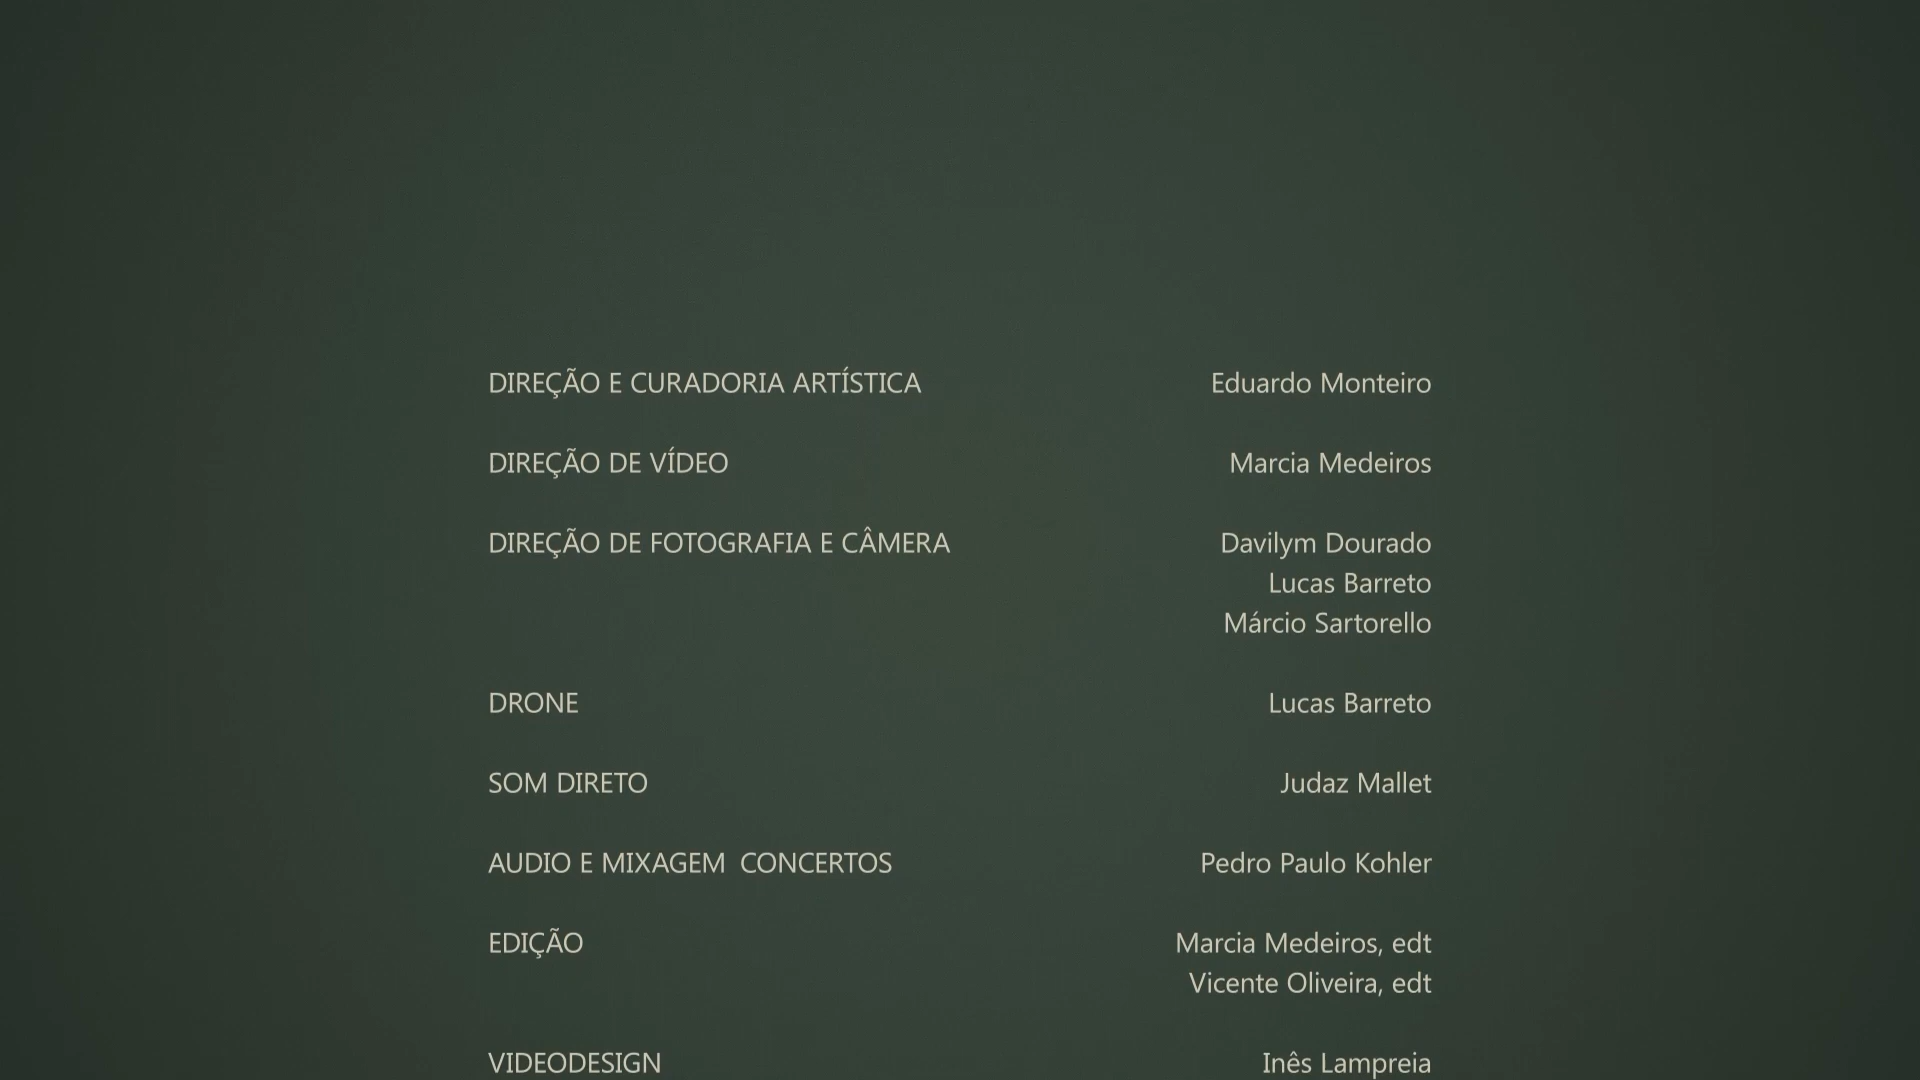 DIREÇÃO E CURADORIA ARTÍSTICA Eduardo Monteiro
DIREÇÃO DE VÍDEO Marcia Medeiros
DIREÇÃO DE FOTOGRAFIA E CÂMERA Davilym Dourado
Lucas Barreto
Márcio Sartorello
DRONE Lucas Barreto
SOM DIRETO Judaz Mallet
AUDIO E MIXAGEM  CONCERTOS Pedro Paulo Kohler
EDIÇÃO Marcia Medeiros, edt
Vicente Oliveira, edt
VIDEODESIGN Inês Lampreia